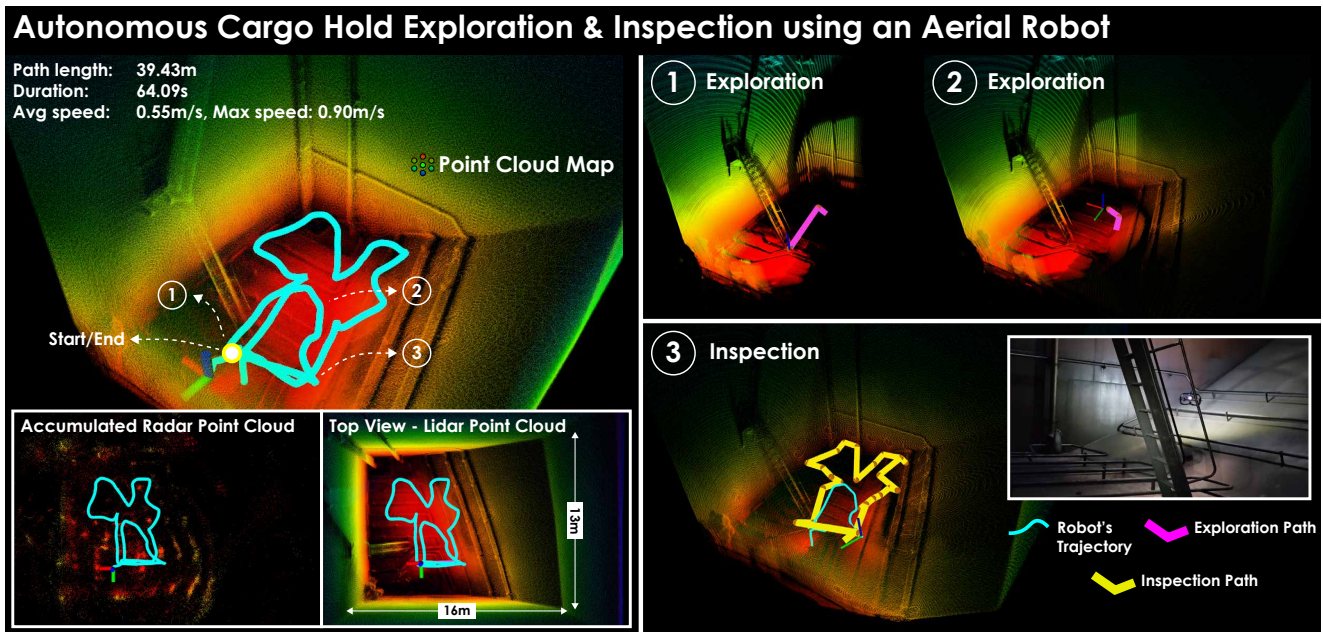 Autonomous Cargo Hold Exploration & Inspection using an Aerial Robot
Path length: 39.43m
Duration: 64.09s
Avg speed: 0.55m/s, Max speed: 0.90m/s
Point Cloud Map
1
2
Start/End
3
Accumulated Radar Point Cloud
Top View - Lidar Point Cloud
13m
16m
1 Exploration
2 Exploration
3 Inspection
Robot's
Trajectory
Exploration Path
Inspection Path